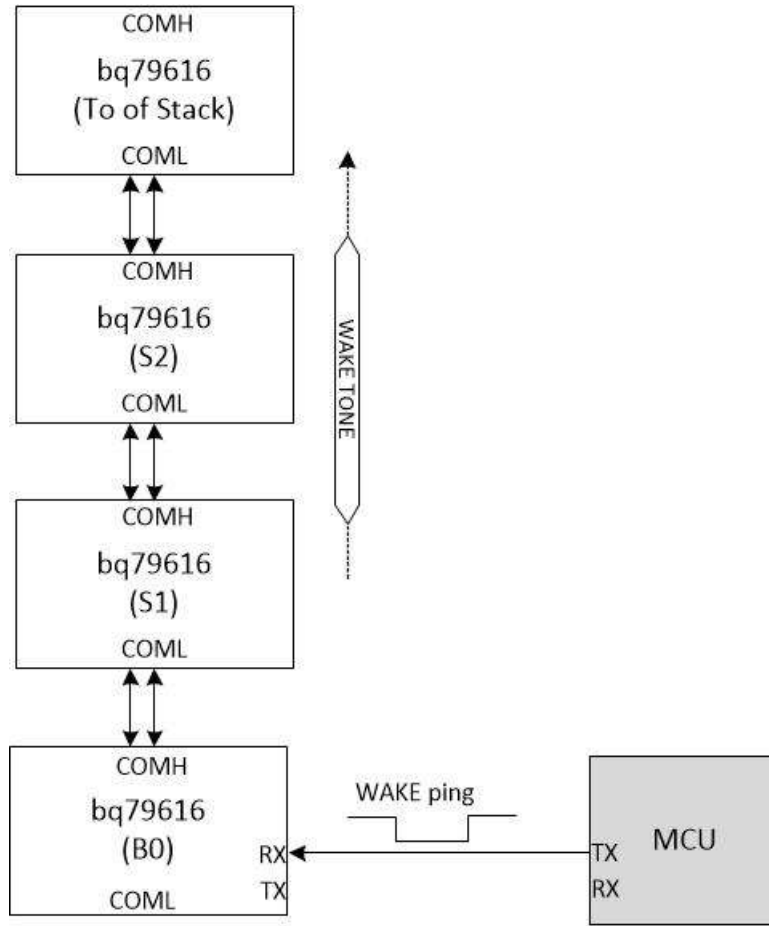 COMH
bq79616
(To of Stack)
COML
COMH
bq79616
(S2)
COML
WAKE TONE
COMH
bq79616
(S1)
COML
COMH
bq79616
(B0)
RX
TX
COML
WAKE ping
MCU
TX
RX